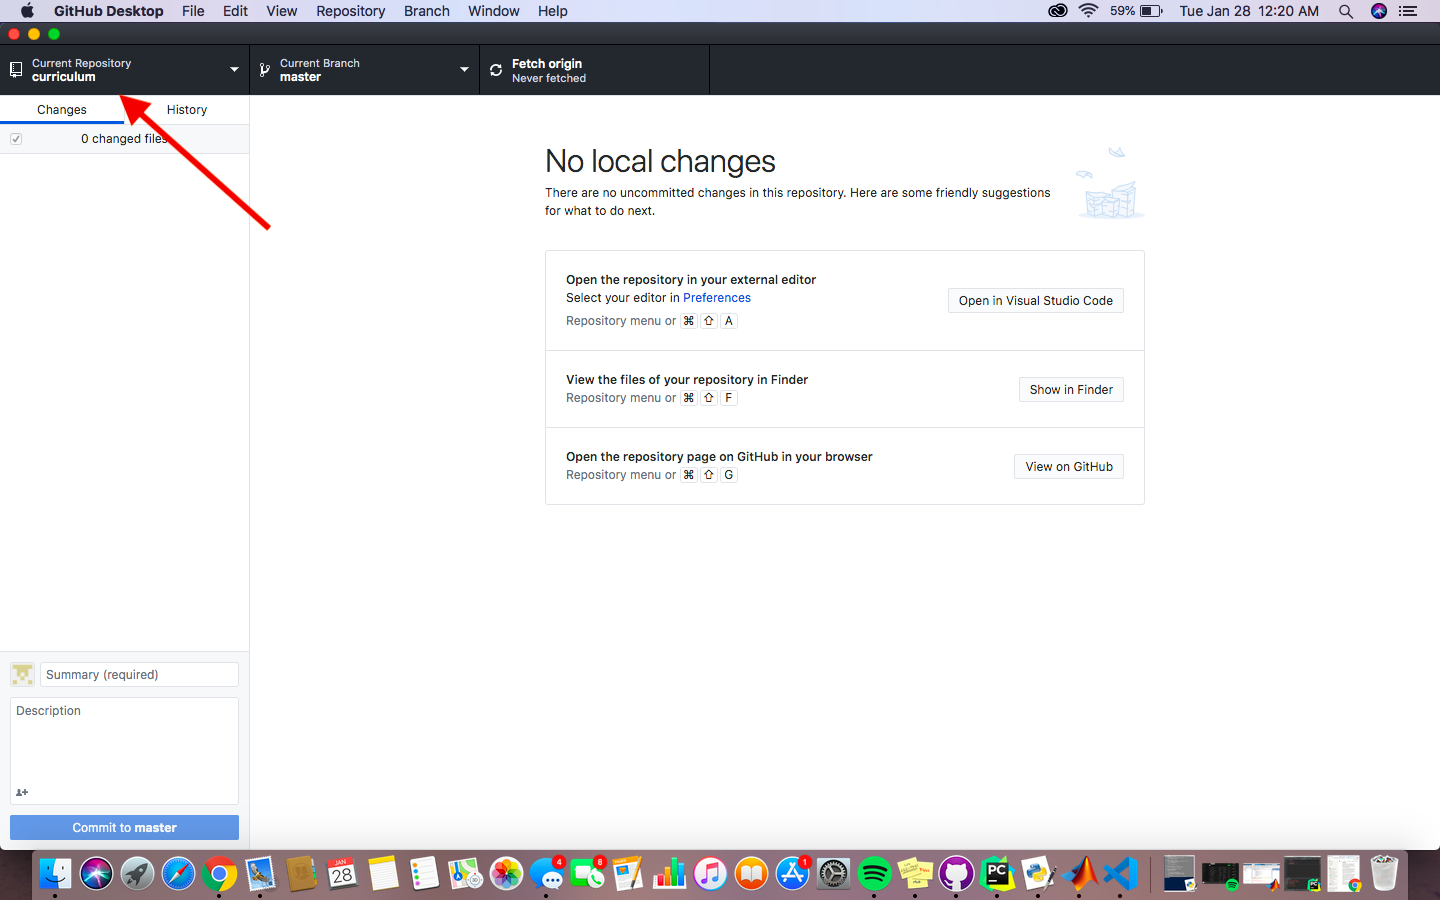 GitHub Desktop File Edit View Repository Branch Window Help 59% Tue Jan 28 12:20 AM
Current Repository
curriculum
Current Branch
master
Fetch origin
Never fetched
Changes History
0 changed files
No local changes
There are no uncommitted changes in this repository. Here are some friendly suggestions
for what to do next.
Open the repository in your external editor
Select your editor in Preferences
Repository menu or ⌘ ⇧ A
Open in Visual Studio Code
View the files of your repository in Finder
Repository menu or ⌘ ⇧ F
Show in Finder
Open the repository page on GitHub in your browser
Repository menu or ⌘ ⇧ G
View on GitHub
Summary (required)
Description
Commit to master
JAN
28
4
6
1
PC